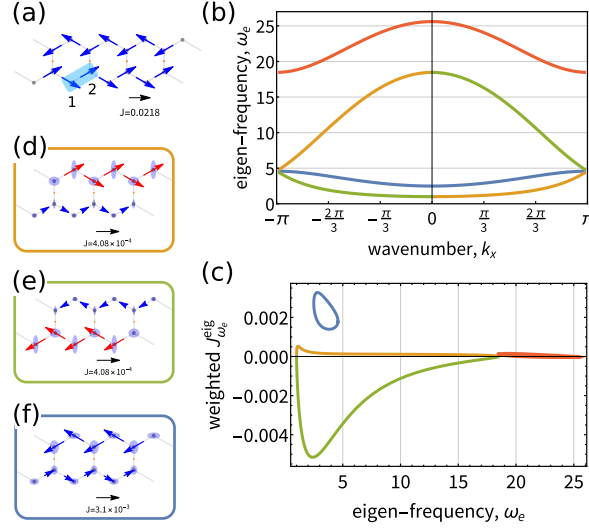 (a)
1
2
J=0.0218
(b)
eigen−frequency, ωₑ
25
20
15
10
5
0
−π
−2π/3
−π/3
0
π/3
2π/3
π
wavenumber, kₓ
(d)
J=4.08×10⁻⁴
(e)
J=4.08×10⁻⁴
(f)
J=3.1×10⁻³
(c)
weighted J^eig_ωₑ
0.002
0.000
−0.002
−0.004
5
10
15
20
25
eigen−frequency, ωₑ